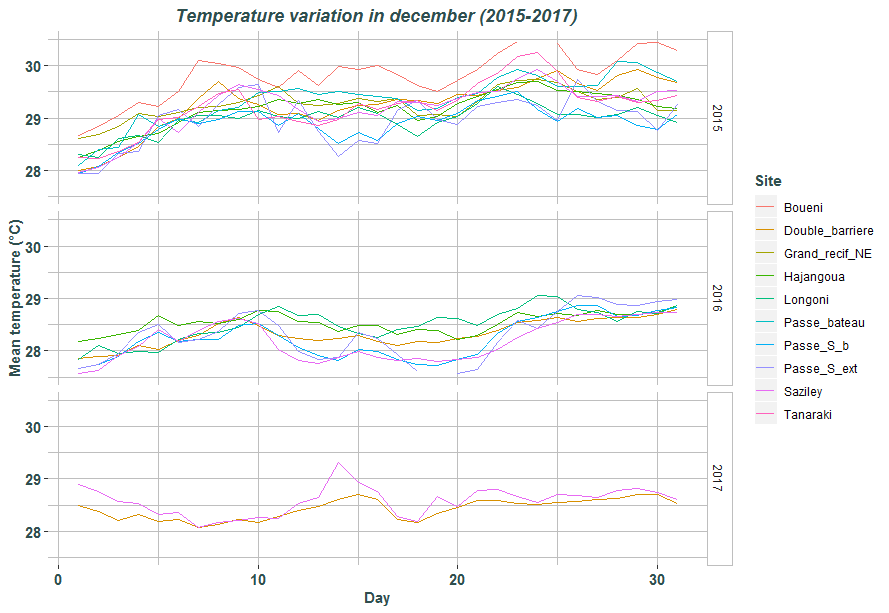 Temperature variation in december (2015-2017)
Mean temperature (°C)
30
29
28
2015
30
29
28
2016
30
29
28
2017
0
10
20
30
Day
Site
Boueni
Double_barriere
Grand_recif_NE
Hajangoua
Longoni
Passe_bateau
Passe_S_b
Passe_S_ext
Saziley
Tanaraki